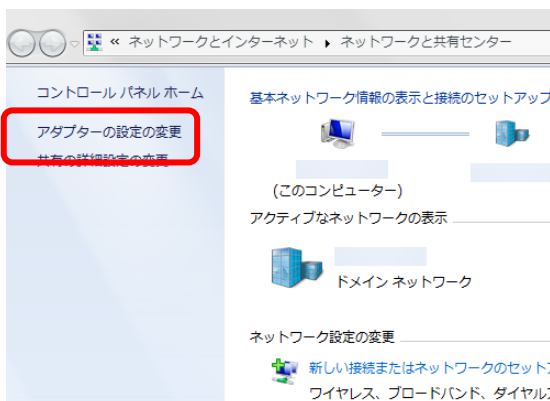 « ネットワークとインターネット ▸ ネットワークと共有センター
コントロール パネル ホーム
アダプターの設定の変更
共有の詳細設定の変更
基本ネットワーク情報の表示と接続のセットアップ
(このコンピューター)
アクティブなネットワークの表示
ドメイン ネットワーク
ネットワーク設定の変更
新しい接続またはネットワークのセット
ワイヤレス、ブロードバンド、ダイヤル